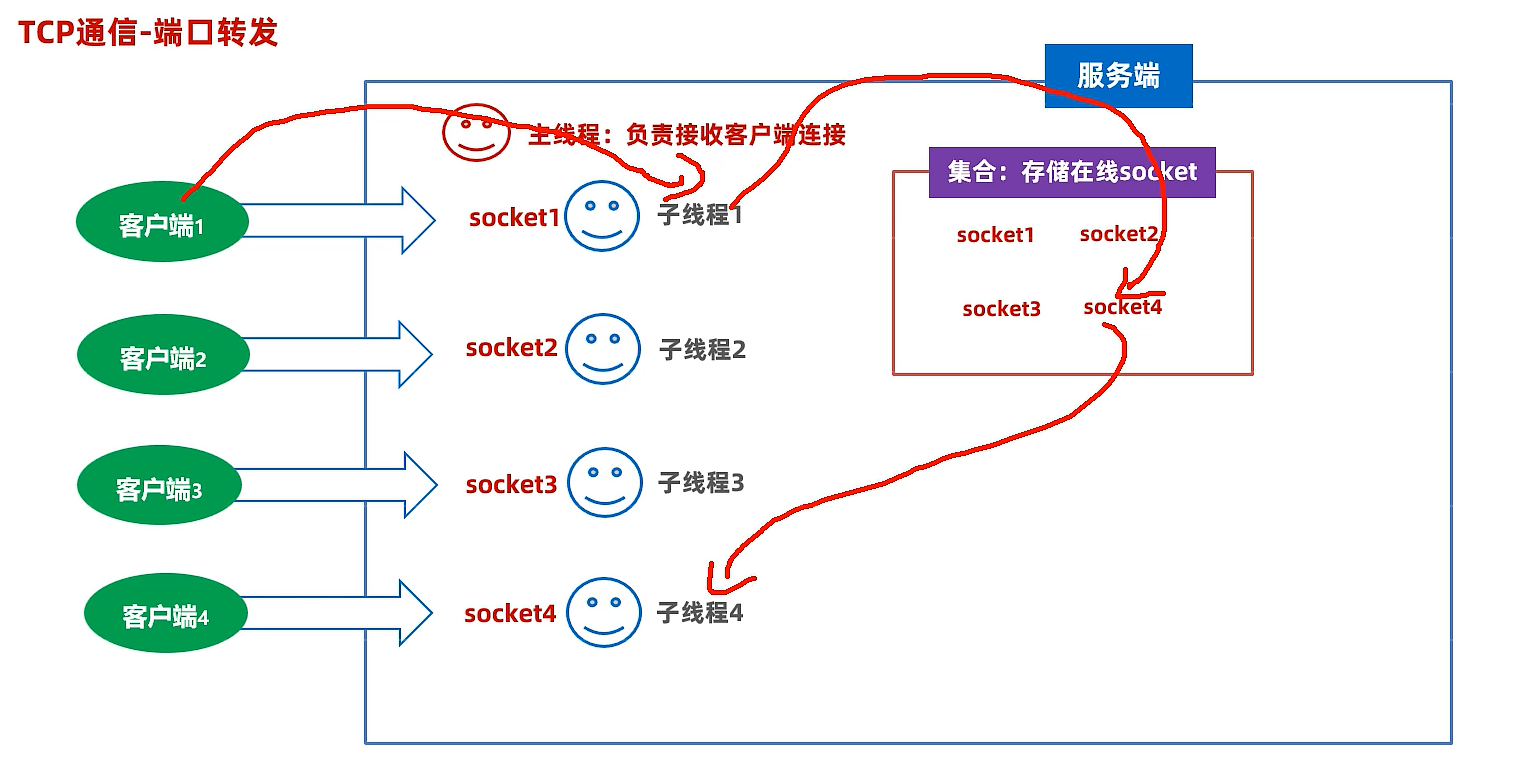 TCP通信-端口转发
服务端
主线程：负责接收客户端连接
集合：存储在线socket
客户端1
socket1
子线程1
socket1
socket2
客户端2
socket2
子线程2
socket3
socket4
客户端3
socket3
子线程3
客户端4
socket4
子线程4